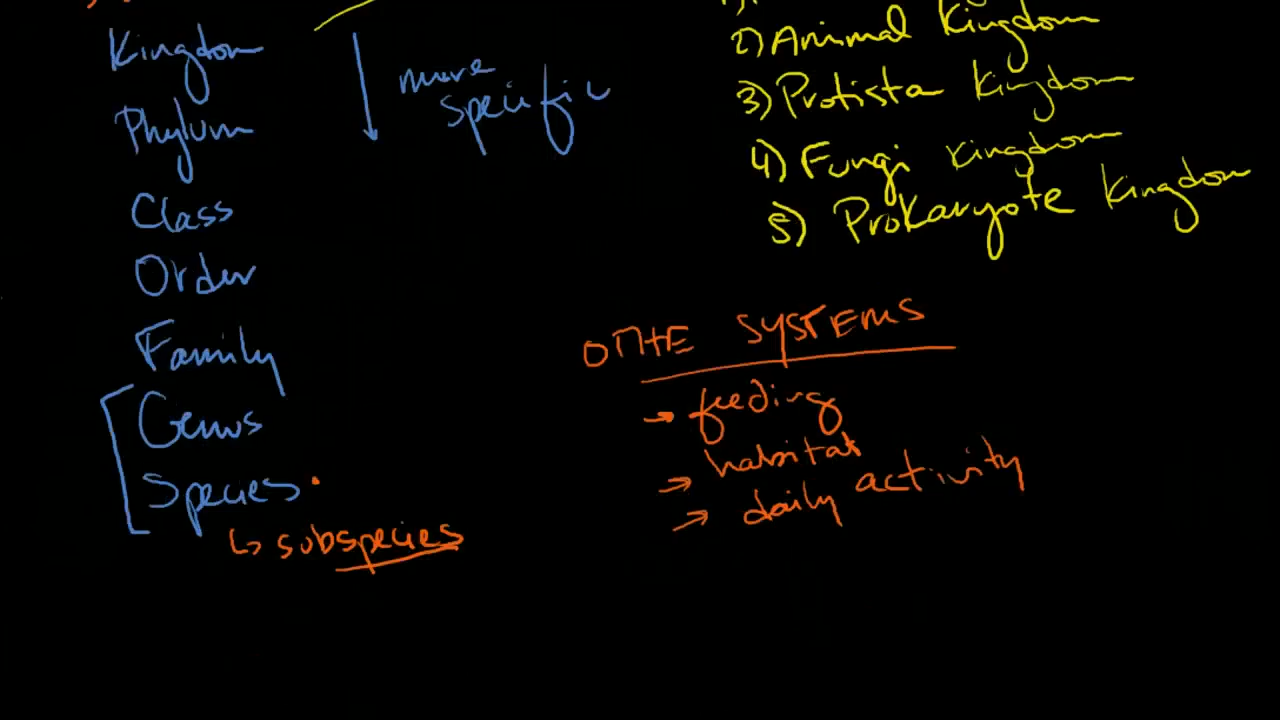 Kingdom
Phylum
Class
Order
Family
Genus
Species
↳ subspecies
more
specific
2) Animal Kingdom
3) Protista Kingdom
4) Fungi Kingdom
5) Prokaryote Kingdom
SYSTEMS
→ feeding
→ habitat
→ daily activity